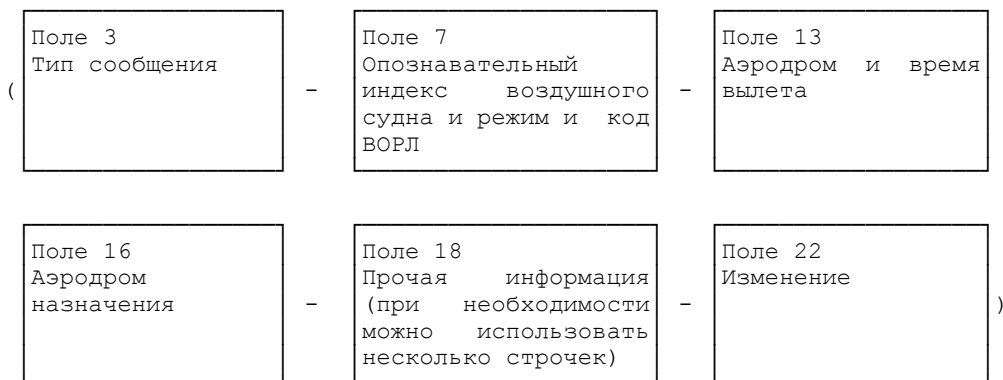 Поле 3 Поле 7 Поле 13
Тип сообщения Опознавательный Аэродром и время
( - индекс воздушного - вылета
судна и режим и код
ВОРЛ
Поле 16 Поле 18 Поле 22
Аэродром Прочая информация Изменение
назначения - (при необходимости - )
можно использовать
несколько строчек)